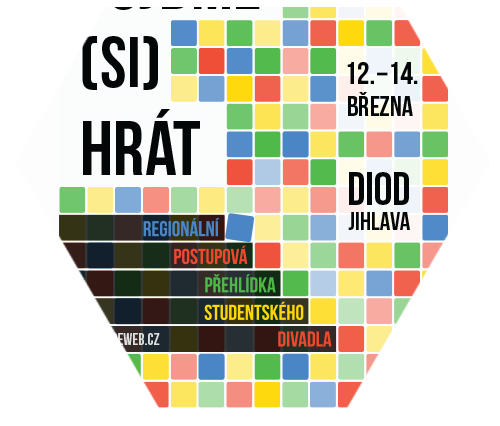 (SI)
HRÁT
12.–14.
BŘEZNA
DIOD
JIHLAVA
REGIONÁLNÍ
POSTUPOVÁ
PŘEHLÍDKA
STUDENTSKÉHO
DIVADLA
EWEB.CZ